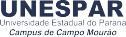 UNESPAR
Universidade Estadual do Paraná
Campus de Campo Mourão